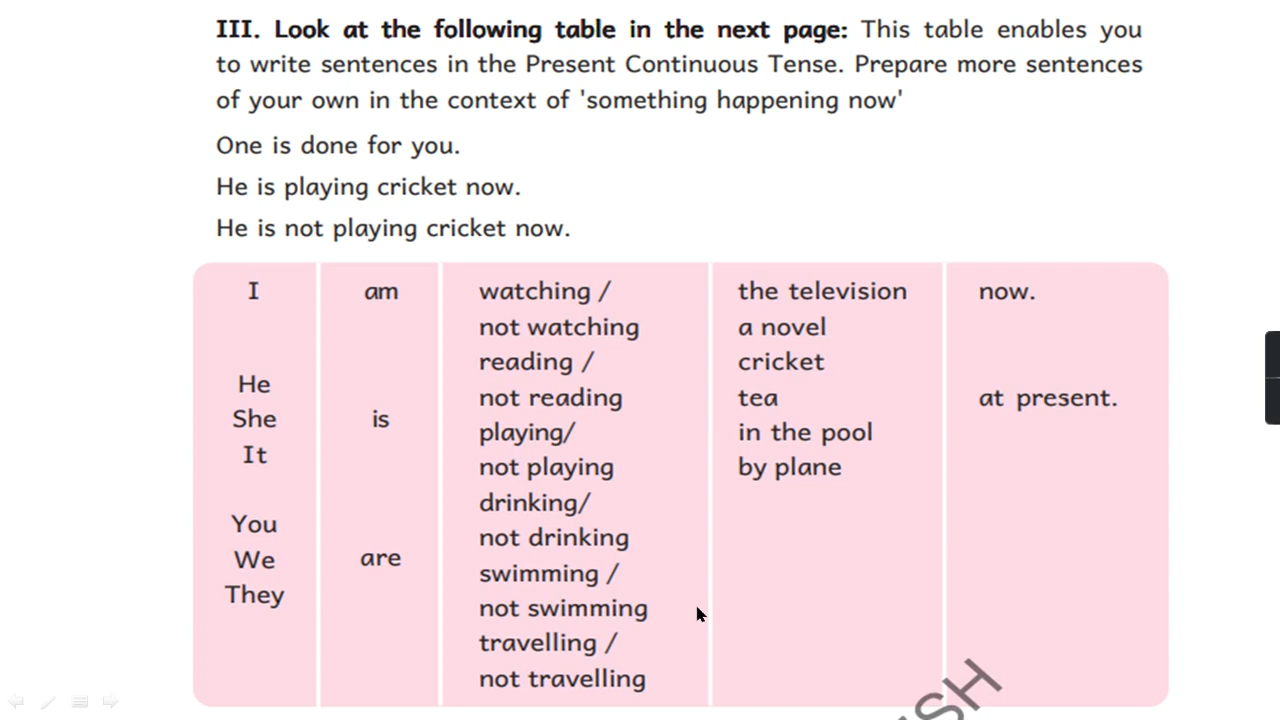 III. Look at the following table in the next page: This table enables you
to write sentences in the Present Continuous Tense. Prepare more sentences
of your own in the context of 'something happening now'
One is done for you.
He is playing cricket now.
He is not playing cricket now.
I am watching / the television now.
not watching a novel
reading / cricket
He
not reading tea at present.
She is
playing/ in the pool
It
not playing by plane
drinking/
You
not drinking
We are
swimming /
They
not swimming
travelling /
not travelling